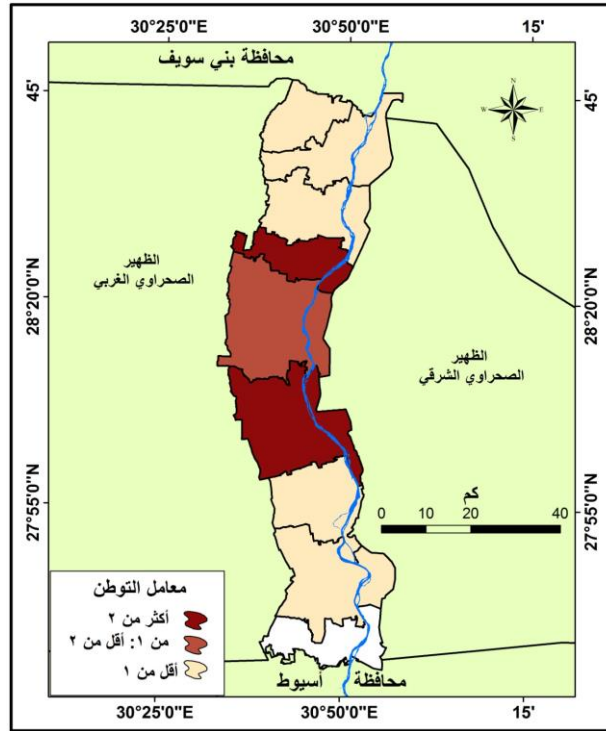 30°25'0"E 30°50'0"E 15'
محافظة بني سويف
45' 45'
N
W E
S
الظهير
الصحراوي الغربي
28°20'0"N 28°20'0"N
الظهير
الصحراوي الشرقي
27°55'0"N 27°55'0"N
كم
0 10 20 40
معامل التوطن
أكثر من ٢
من ١: أقل من ٢
أقل من ١
محافظة أسيوط
30°25'0"E 30°50'0"E 15'